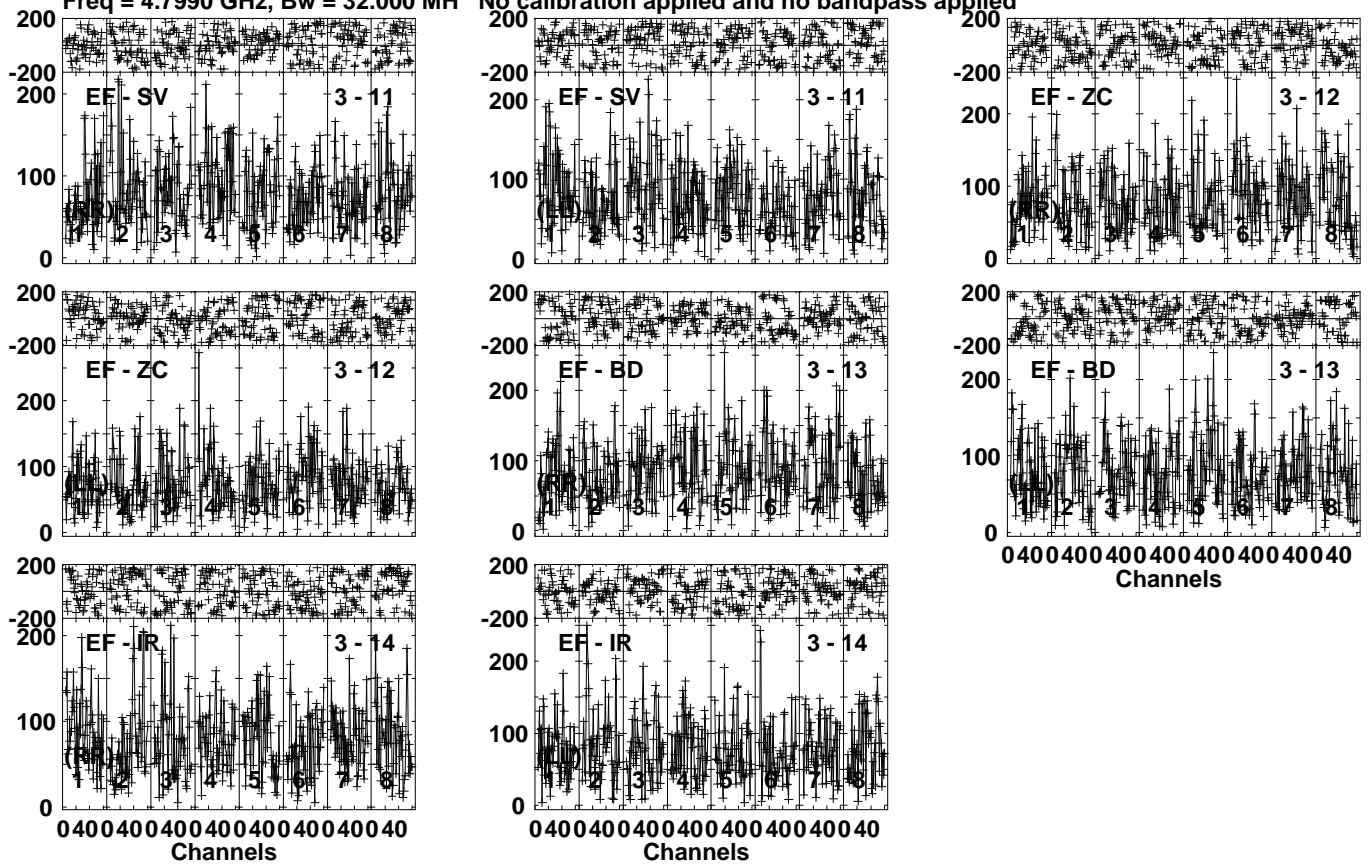 Freq = 4.7990 GHz, Bw = 32.000 MH No calibration applied and no bandpass applied
200 200 200
-200 -200 -200
EF - SV 3 - 11 EF - SV 3 - 11 EF - ZC 3 - 12
200 200 200
100 100 100
(RR) (LL) (RR)
1 2 3 4 5 6 7 8 1 2 3 4 5 6 7 8 1 2 3 4 5 6 7 8
0 0 0
200 200 200
-200 -200 -200
EF - ZC 3 - 12 EF - BD 3 - 13 EF - BD 3 - 13
200 200 200
100 100 100
(LL) (RR) (LL)
1 2 3 4 5 6 7 8 1 2 3 4 5 6 7 8 1 2 3 4 5 6 7 8
0 0 0
0 40 0 40 0 40 0 40 0 40 0 40 0 40 0 40
Channels
200 200
-200 -200
EF - IR 3 - 14 EF - IR 3 - 14
200 200
100 100
(RR) (LL)
1 2 3 4 5 6 7 8 1 2 3 4 5 6 7 8
0 0
0 40 0 40 0 40 0 40 0 40 0 40 0 40 0 40 0 40 0 40 0 40 0 40 0 40 0 40 0 40 0 40
Channels Channels